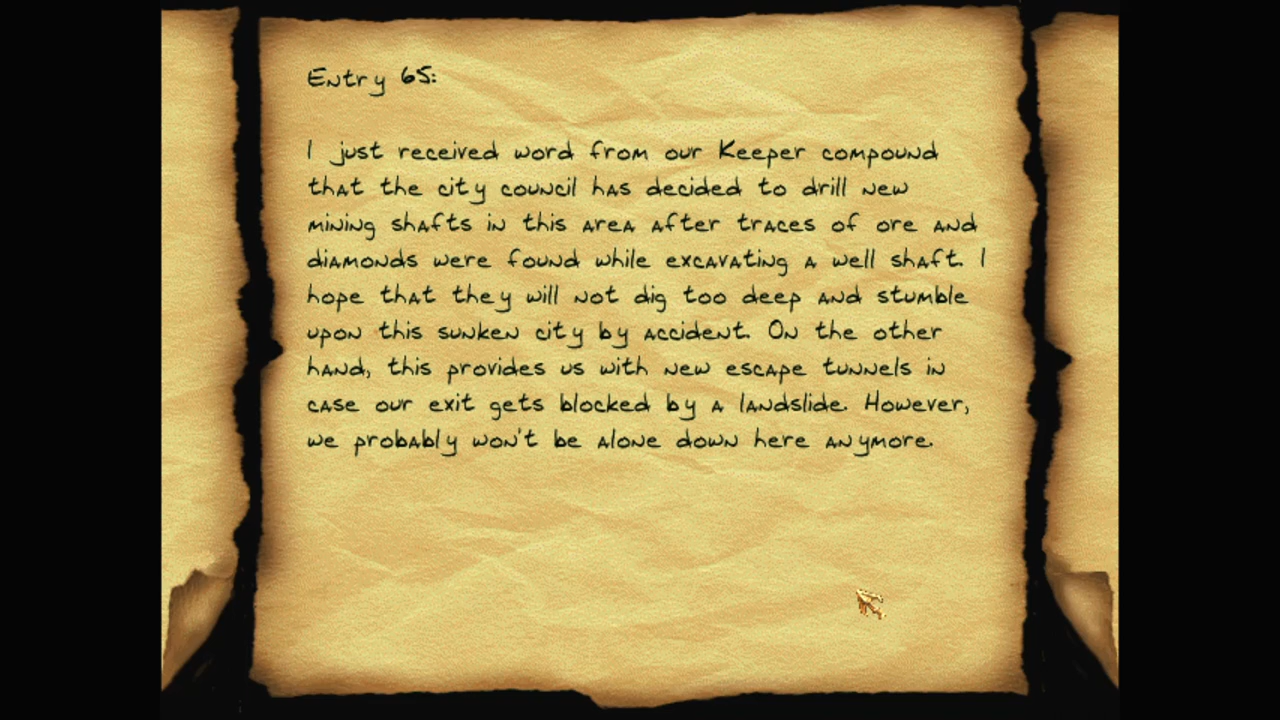 Entry 65:
I just received word from our Keeper compound
that the city council has decided to drill new
mining shafts in this area after traces of ore and
diamonds were found while excavating a well shaft. I
hope that they will not dig too deep and stumble
upon this sunken city by accident. On the other
hand, this provides us with new escape tunnels in
case our exit gets blocked by a landslide. However,
we probably won't be alone down here anymore.